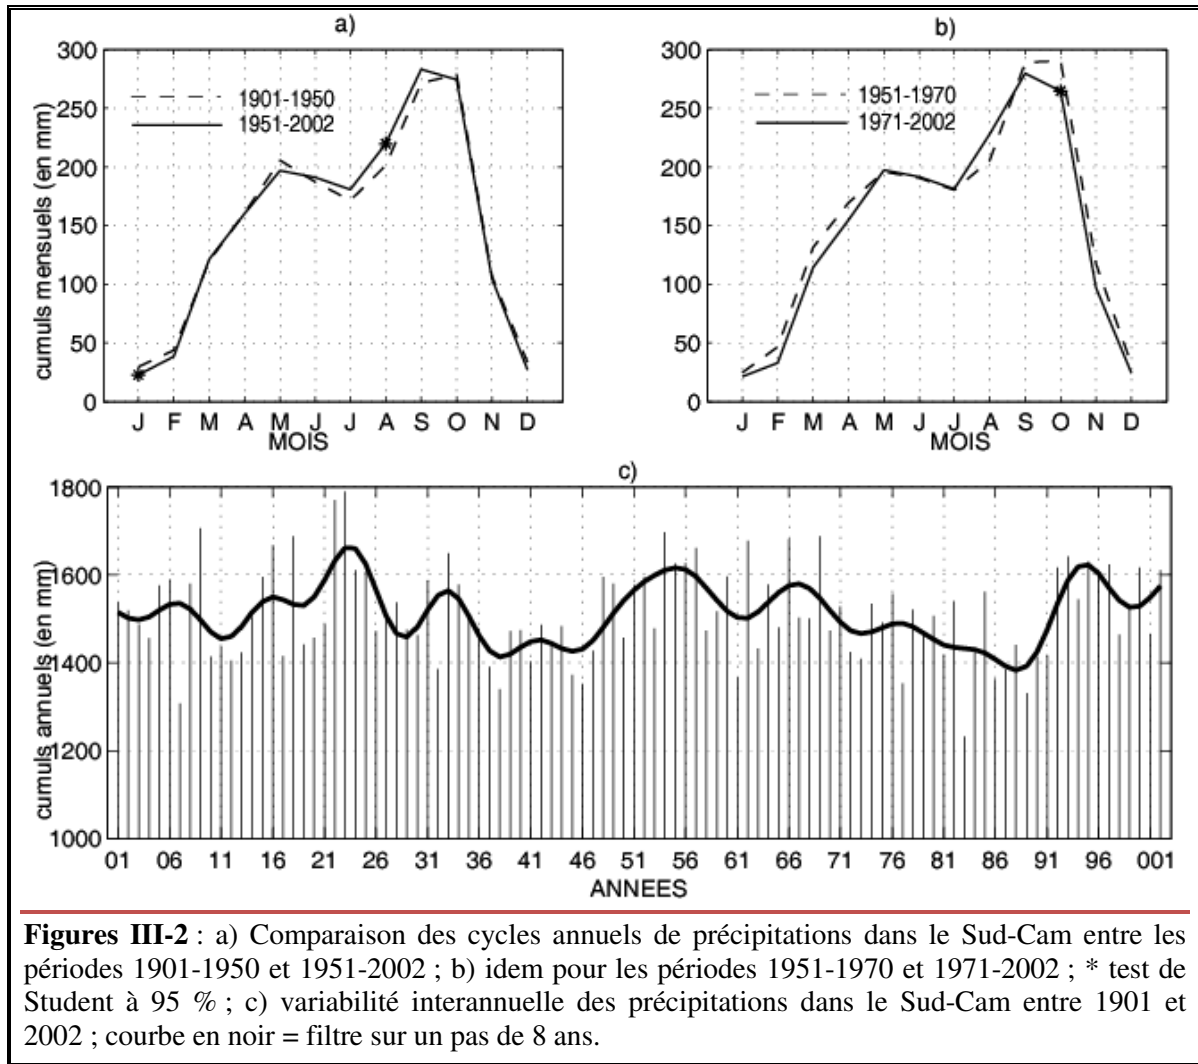 a)
300
250
200
150
100
50
0
cumuls mensuels (en mm)
1901-1950
1951-2002
J F M A M J J A S O N D
MOIS
b)
300
250
200
150
100
50
0
1951-1970
1971-2002
J F M A M J J A S O N D
MOIS
c)
1800
1600
1400
1200
1000
cumuls annuels (en mm)
01 06 11 16 21 26 31 36 41 46 51 56 61 66 71 76 81 86 91 96 001
ANNEES
Figures III-2 : a) Comparaison des cycles annuels de précipitations dans le Sud-Cam entre les
périodes 1901-1950 et 1951-2002 ; b) idem pour les périodes 1951-1970 et 1971-2002 ; * test de
Student à 95 % ; c) variabilité interannuelle des précipitations dans le Sud-Cam entre 1901 et
2002 ; courbe en noir = filtre sur un pas de 8 ans.